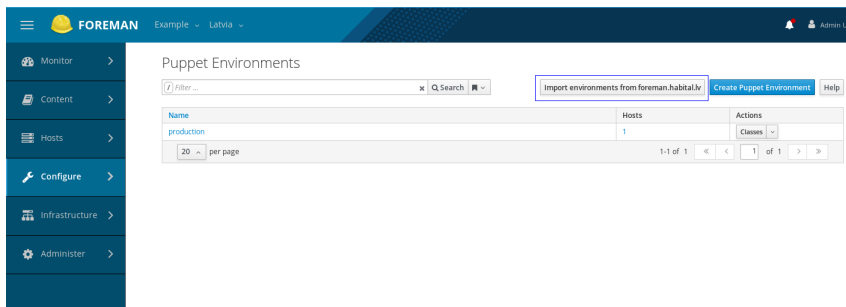 FOREMAN Example Latvia Admin U
Monitor
Content
Hosts
Configure
Infrastructure
Administer
Puppet Environments
/ Filter ... Search Import environments from foreman.habital.lv Create Puppet Environment Help
Name Hosts Actions
production 1 Classes
20 per page 1-1 of 1 « < 1 of 1 > »